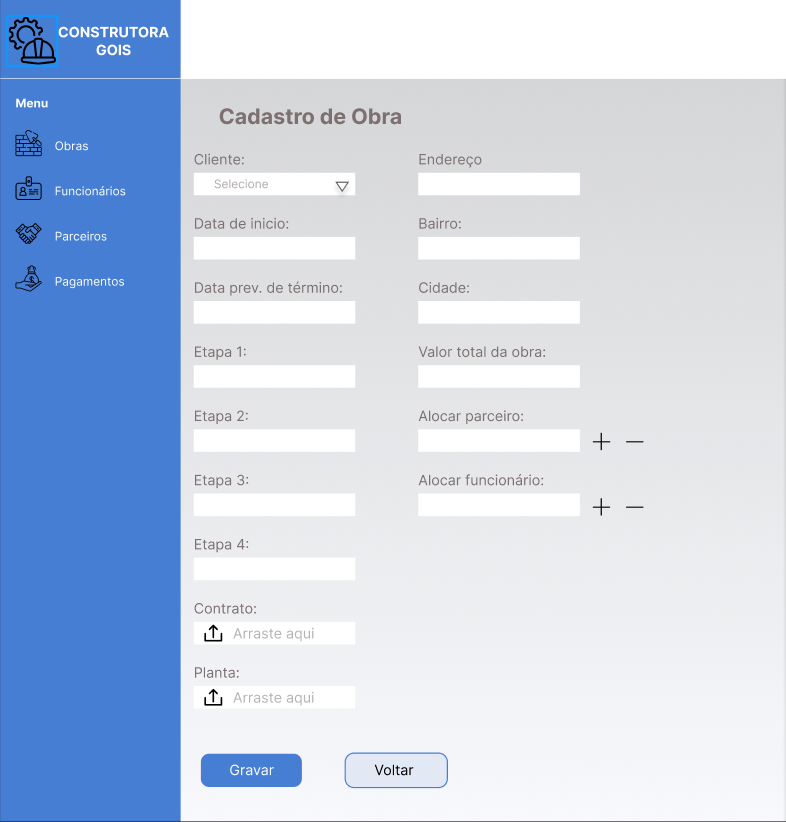 CONSTRUTORA
GOIS
Menu
Obras
Funcionários
Parceiros
Pagamentos
Cadastro de Obra
Cliente:
Selecione
Data de inicio:
Data prev. de término:
Etapa 1:
Etapa 2:
Etapa 3:
Etapa 4:
Contrato:
Arraste aqui
Planta:
Arraste aqui
Endereço
Bairro:
Cidade:
Valor total da obra:
Alocar parceiro:
Alocar funcionário:
Gravar
Voltar